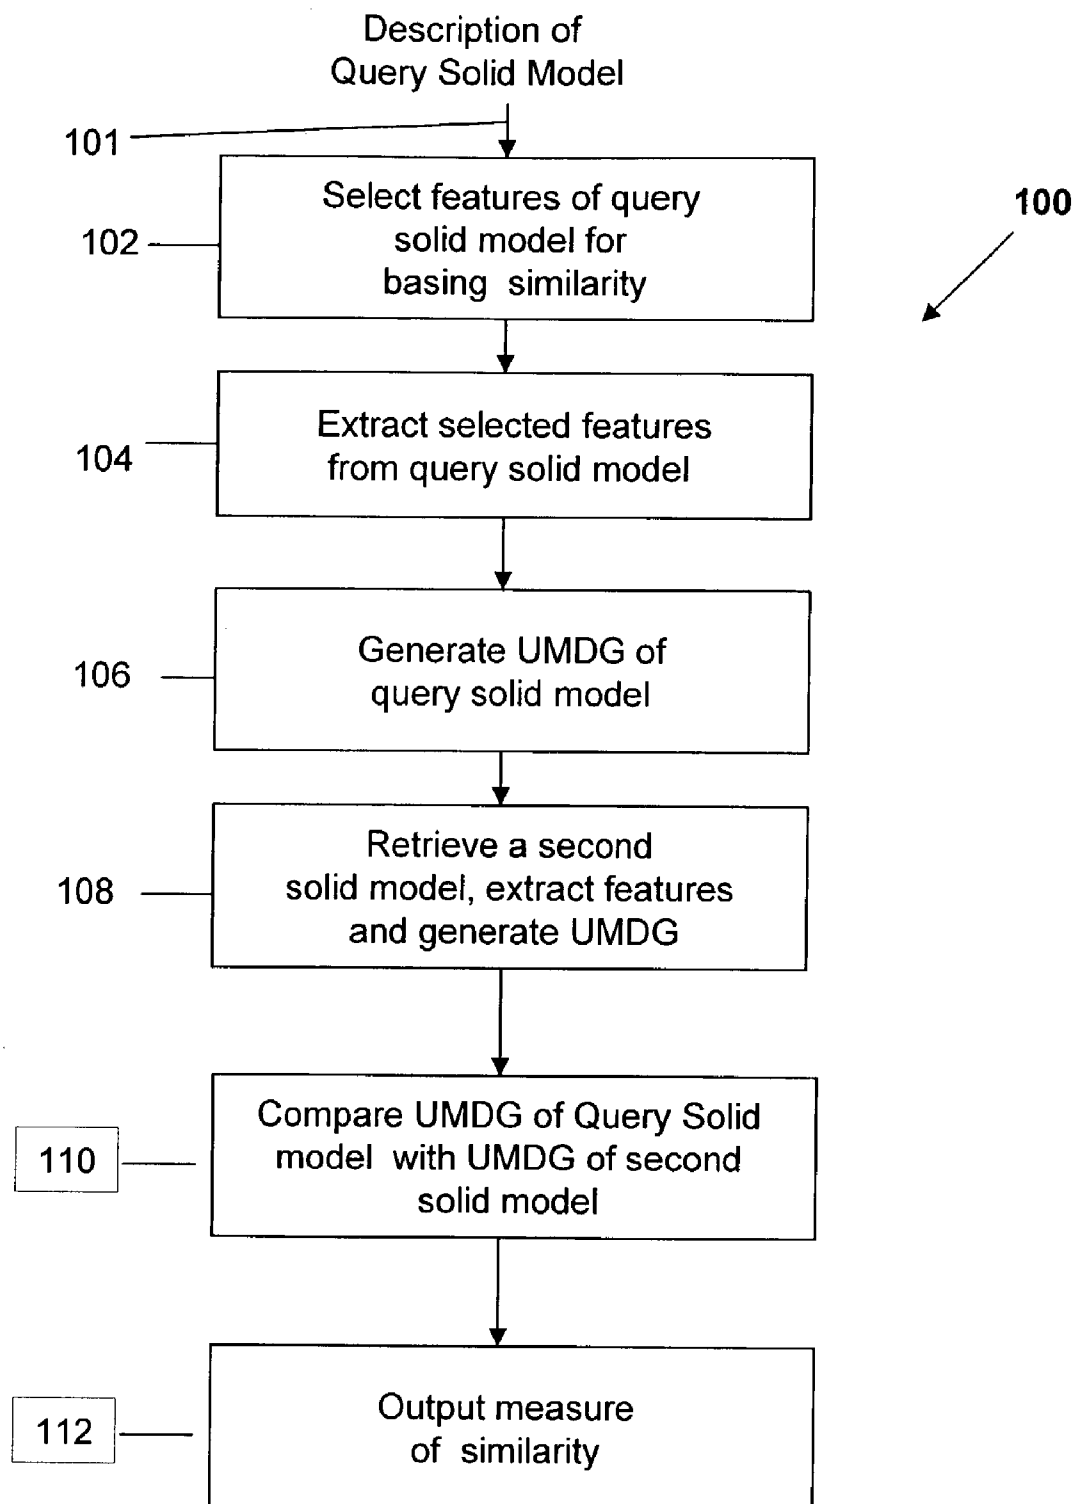 Description of
Query Solid Model
101
Select features of query
solid model for
basing similarity
102
100
Extract selected features
from query solid model
104
Generate UMDG of
query solid model
106
Retrieve a second
solid model, extract features
and generate UMDG
108
Compare UMDG of Query Solid
model with UMDG of second
solid model
110
Output measure
of similarity
112